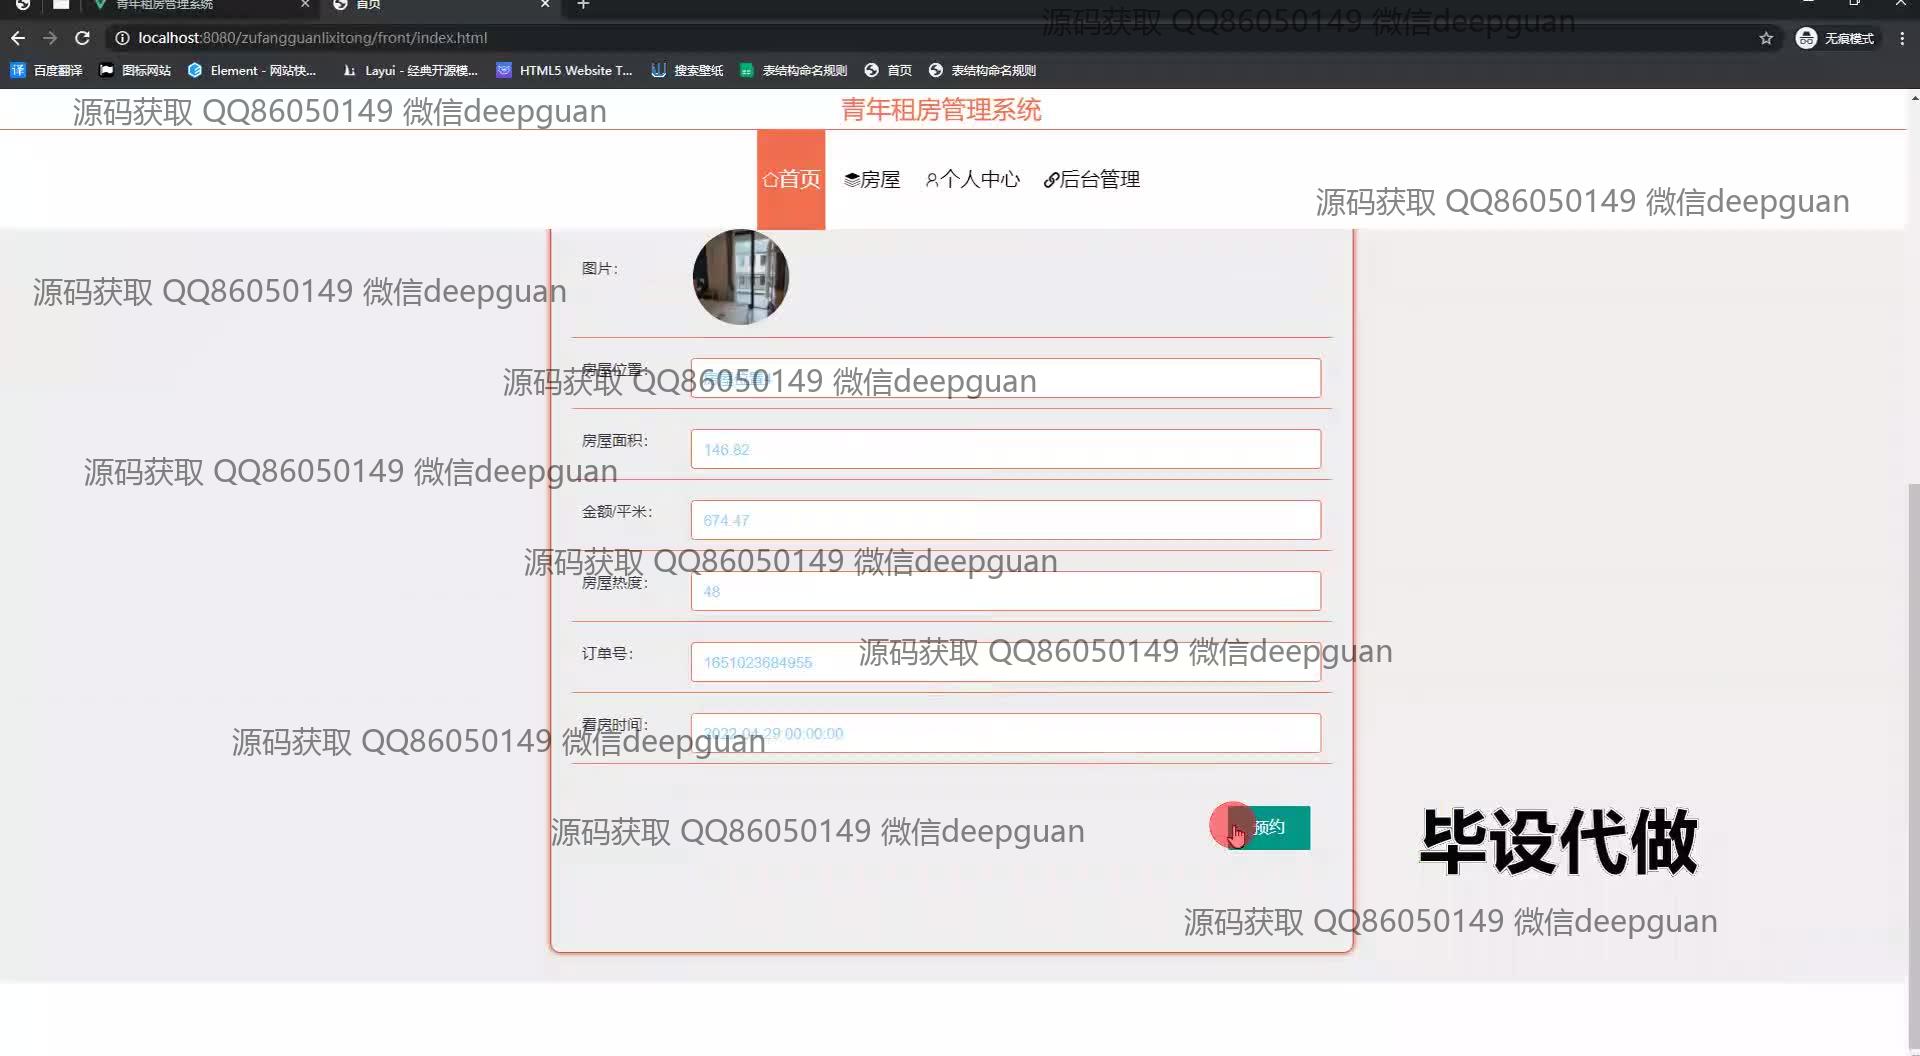 青年租房管理系统
首页
源码获取 QQ86050149 微信deepguan
localhost:8080/zufangguanlixitong/front/index.html
无痕模式
百度翻译
图标网站
Element - 网站快...
Layui - 经典开源模...
HTML5 Website T...
搜索壁纸
表结构命名规则
首页
表结构命名规则
源码获取 QQ86050149 微信deepguan
青年租房管理系统
首页
房屋
个人中心
后台管理
源码获取 QQ86050149 微信deepguan
图片：
源码获取 QQ86050149 微信deepguan
房屋位置：
源码获取 QQ86050149 微信deepguan
房屋面积：
146.82
源码获取 QQ86050149 微信deepguan
金额/平米：
674.47
源码获取 QQ86050149 微信deepguan
房屋热度：
48
订单号：
1651023684955
源码获取 QQ86050149 微信deepguan
看房时间：
2022-04-29 00:00:00
源码获取 QQ86050149 微信deepguan
源码获取 QQ86050149 微信deepguan
预约
毕设代做
源码获取 QQ86050149 微信deepguan